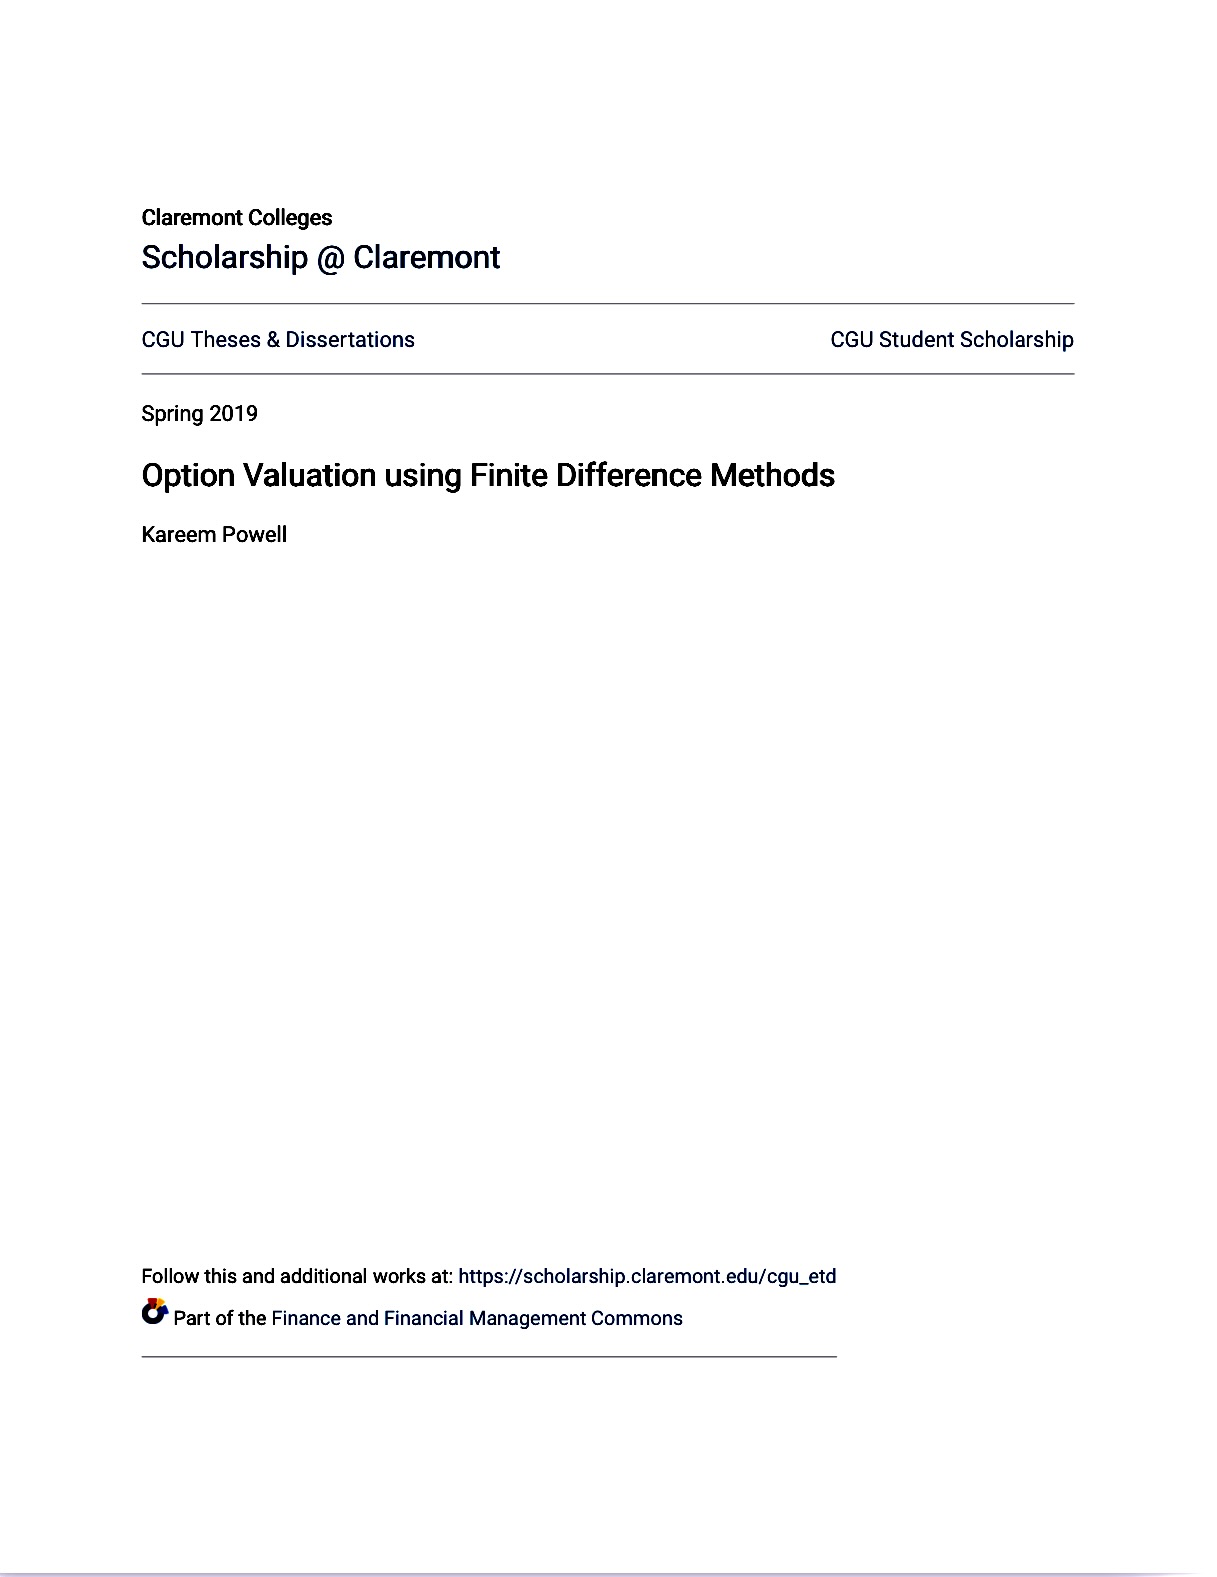 Claremont Colleges
Scholarship @ Claremont
CGU Theses & Dissertations
CGU Student Scholarship
Spring 2019
Option Valuation using Finite Difference Methods
Kareem Powell
Follow this and additional works at: https://scholarship.claremont.edu/cgu_etd
Part of the Finance and Financial Management Commons